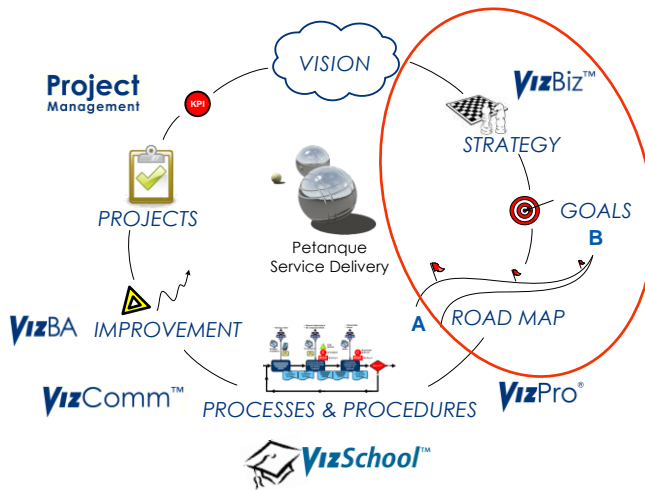 VISION
Project
Management
KPI
VIZBiz™
STRATEGY
GOALS
B
PROJECTS
Petanque
Service Delivery
A
ROAD MAP
VIZBA
IMPROVEMENT
VIZComm™
PROCESSES & PROCEDURES
VIZPro®
VIZSchool™